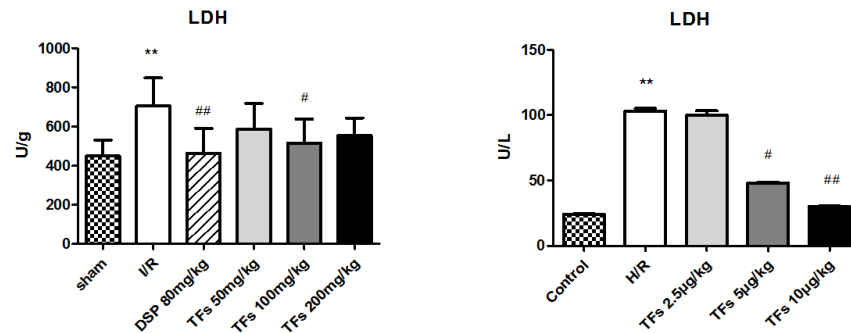 LDH
U/g
1000
800
600
400
200
0
**
##
#
sham
I/R
DSP 80mg/kg
TFs 50mg/kg
TFs 100mg/kg
TFs 200mg/kg
LDH
U/L
150
100
50
0
**
#
##
Control
H/R
TFs 2.5μg/kg
TFs 5μg/kg
TFs 10μg/kg